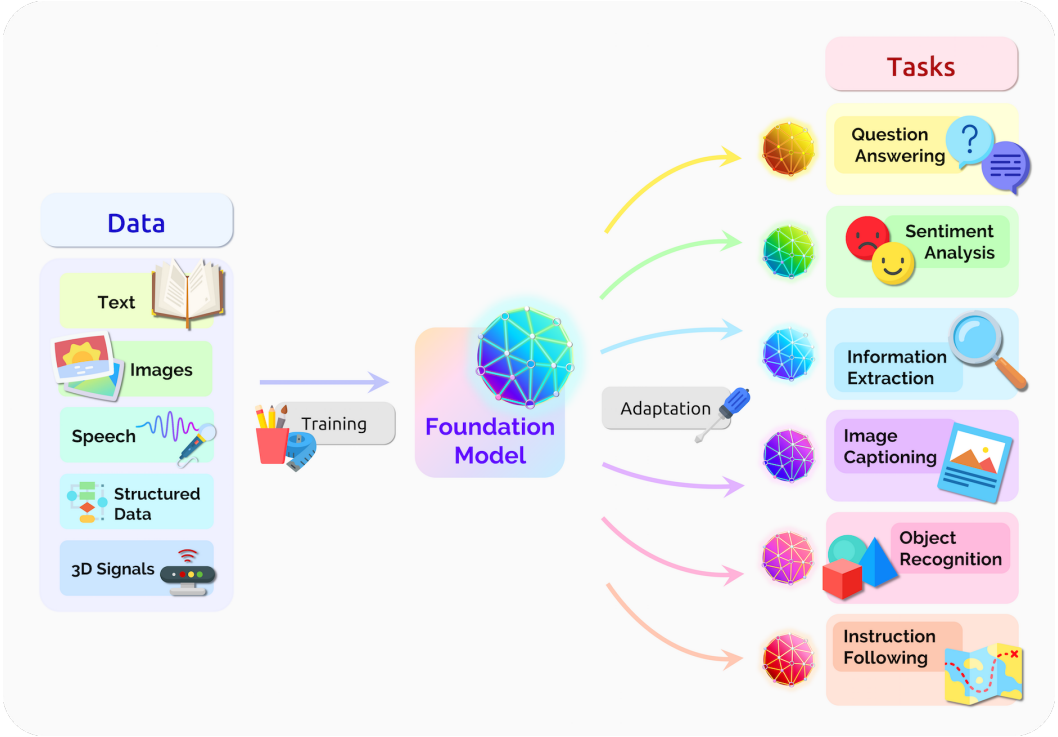 Data
Text
Images
Speech
Structured
Data
3D Signals
Training
Foundation
Model
Adaptation
Tasks
Question
Answering
?
Sentiment
Analysis
Information
Extraction
Image
Captioning
Object
Recognition
Instruction
Following